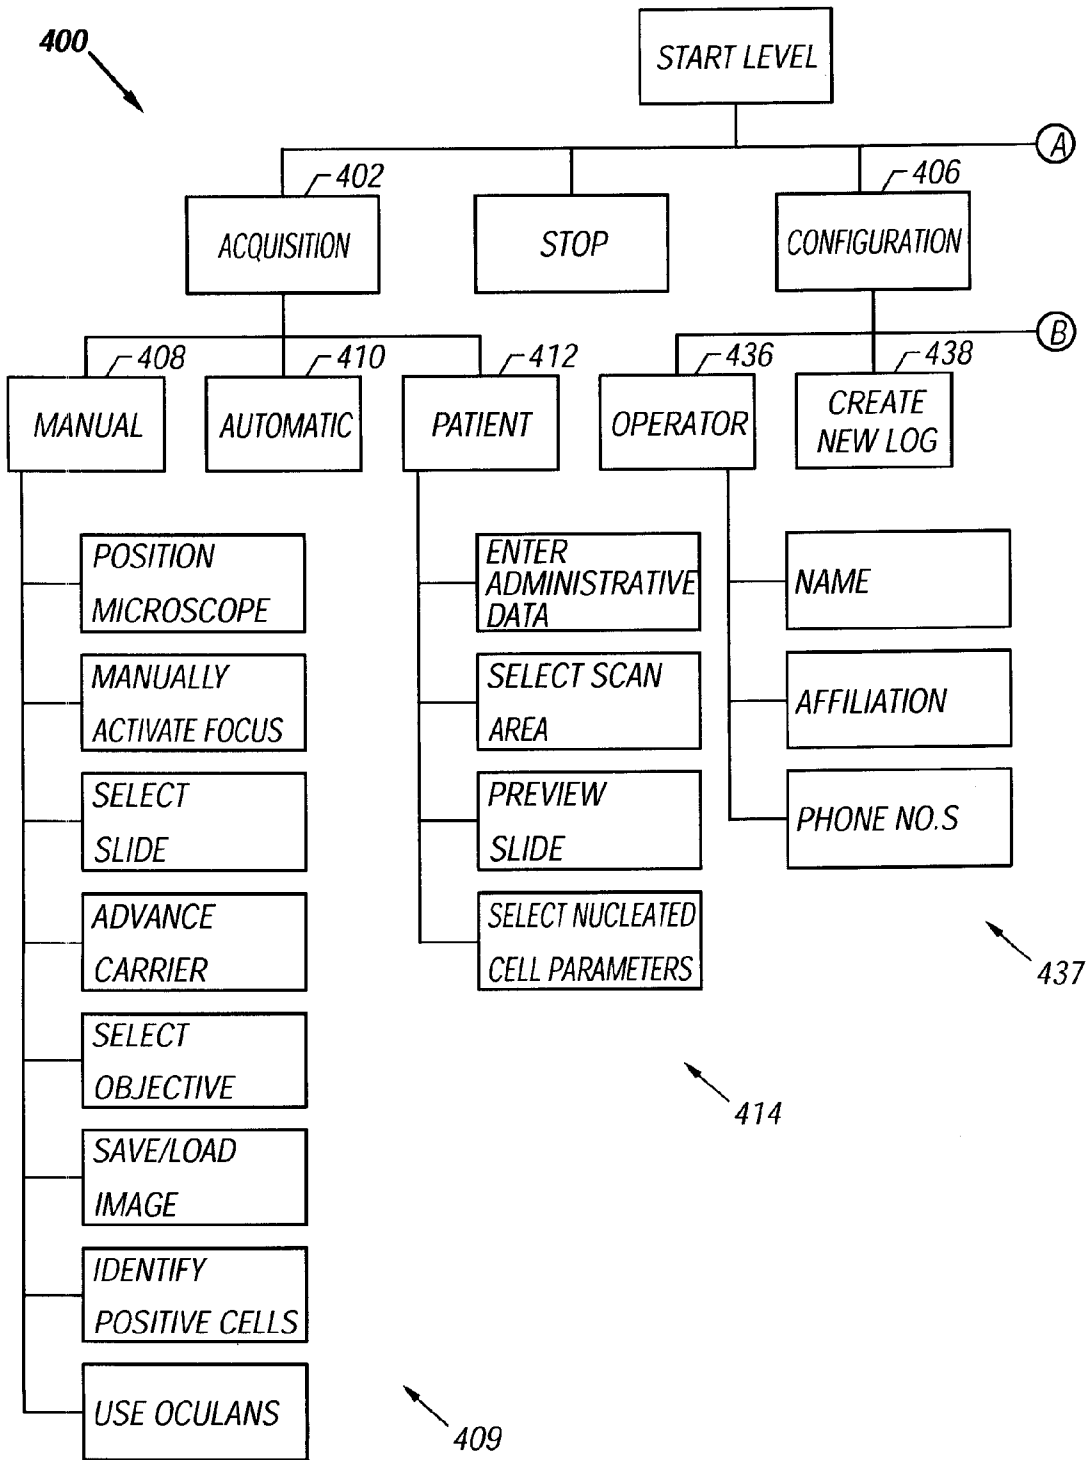 400
START LEVEL
A
402
406
ACQUISITION
STOP
CONFIGURATION
B
408
410
412
436
438
MANUAL
AUTOMATIC
PATIENT
OPERATOR
CREATE
NEW LOG
POSITION
MICROSCOPE
MANUALLY
ACTIVATE FOCUS
SELECT
SLIDE
ADVANCE
CARRIER
SELECT
OBJECTIVE
SAVE/LOAD
IMAGE
IDENTIFY
POSITIVE CELLS
USE OCULANS
409
ENTER
ADMINISTRATIVE
DATA
SELECT SCAN
AREA
PREVIEW
SLIDE
SELECT NUCLEATED
CELL PARAMETERS
414
NAME
AFFILIATION
PHONE NO.S
437